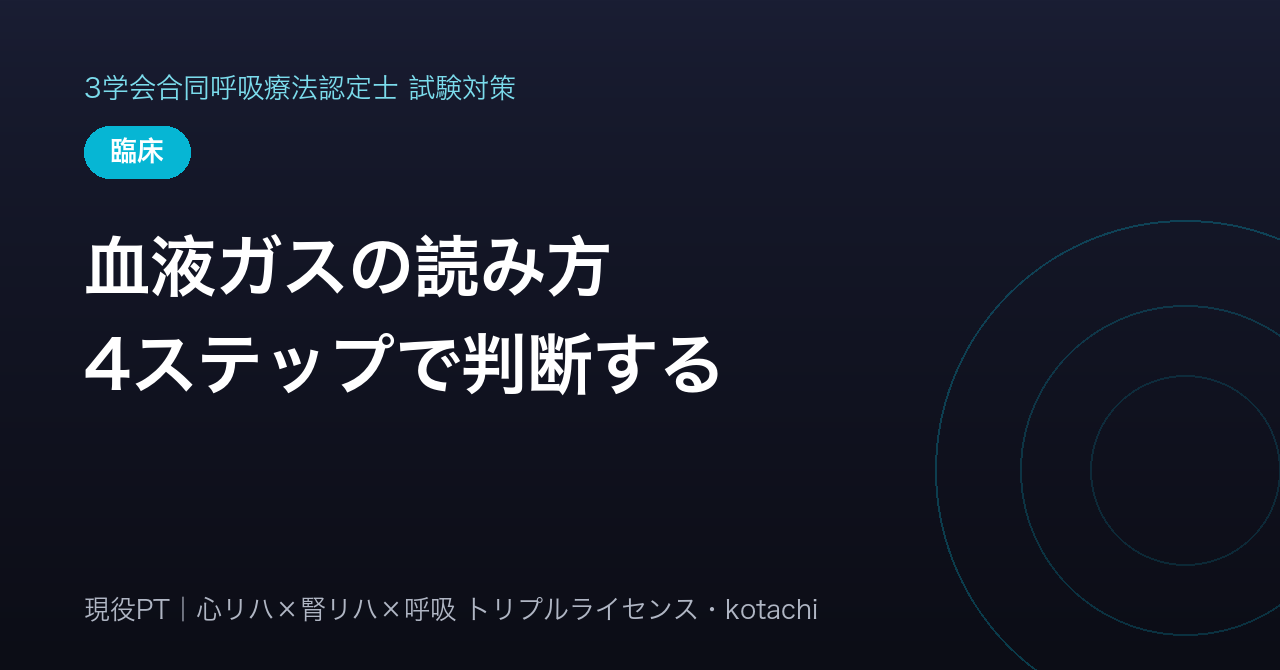 3学会合同呼吸療法認定士 試験対策
臨床
血液ガスの読み方
4ステップで判断する
現役PT｜心リハ×腎リハ×呼吸 トリプルライセンス・kotachi